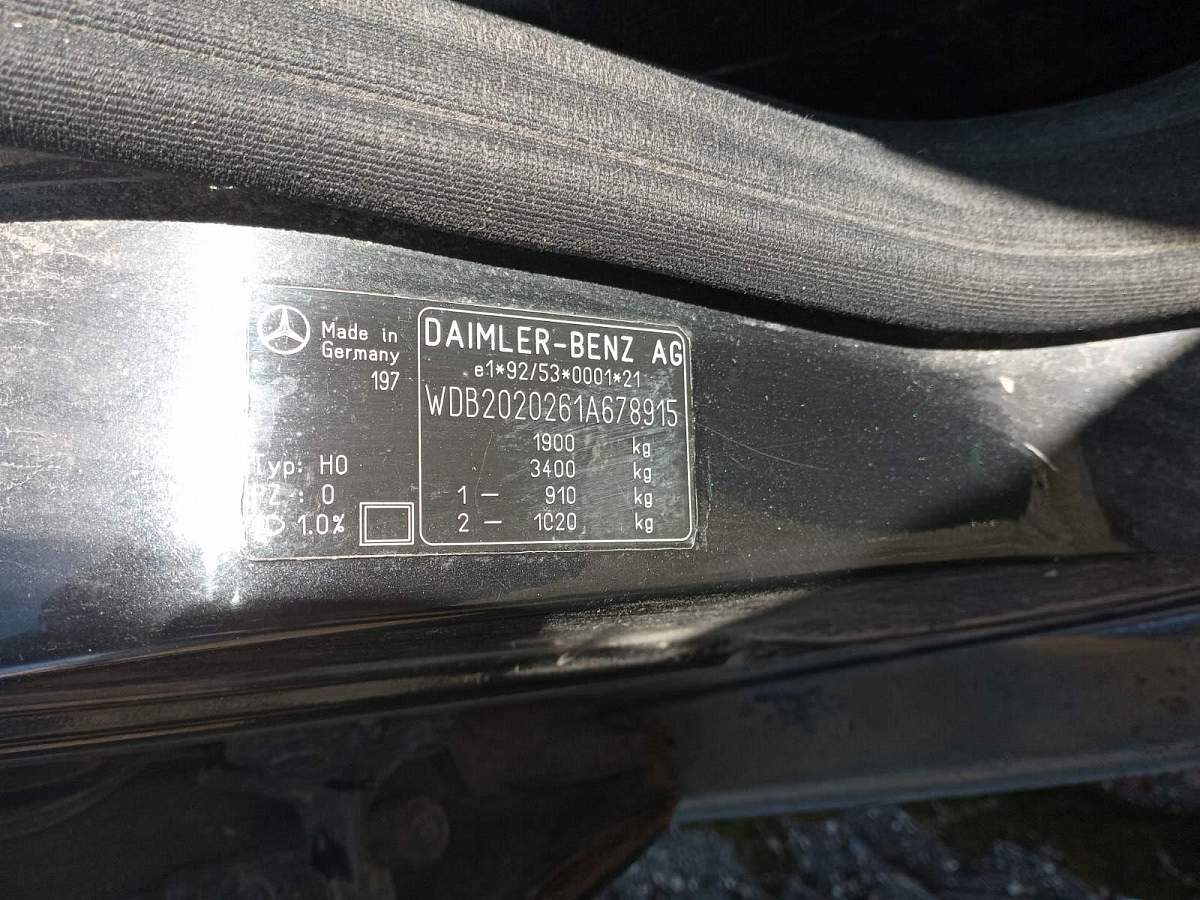 Made in
Germany
197
Typ: H0
PZ : 0
1.0%
DAIMLER-BENZ AG
e1*92/53*0001*21
WDB2020261A678915
1900 kg
3400 kg
1 — 910 kg
2 — 1020 kg